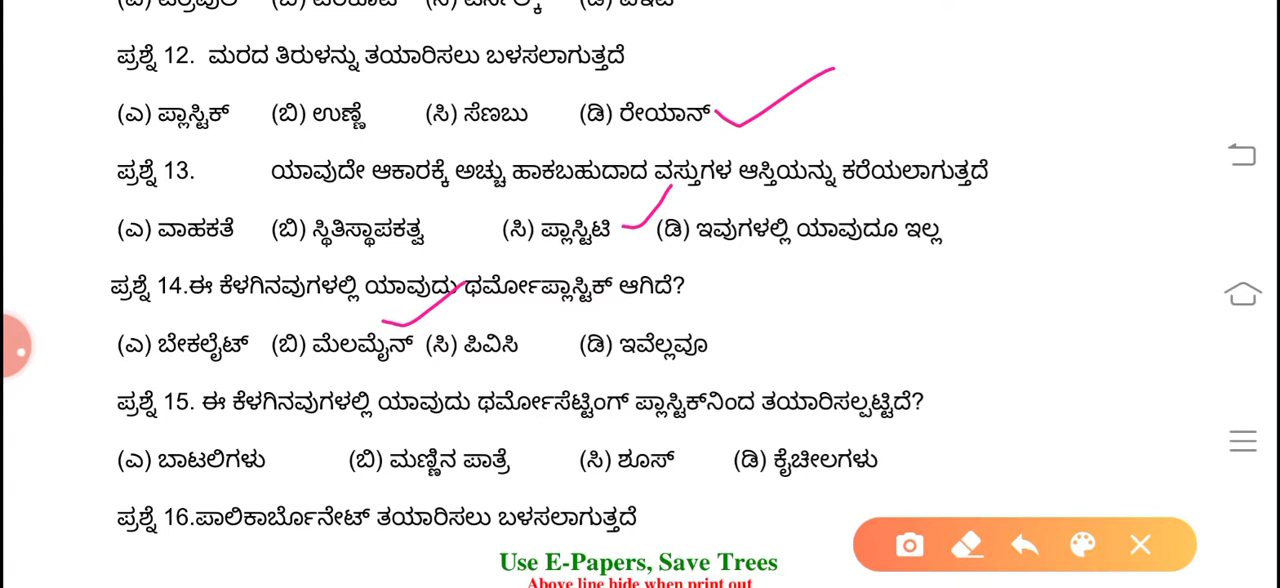 ಪ್ರಶ್ನೆ 12. ಮರದ ತಿರುಳನ್ನು ತಯಾರಿಸಲು ಬಳಸಲಾಗುತ್ತದೆ
(ಎ) ಪ್ಲಾಸ್ಟಿಕ್ (ಬಿ) ಉಣ್ಣೆ (ಸಿ) ಸೆಣಬು (ಡಿ) ರೇಯಾನ್
ಪ್ರಶ್ನೆ 13. ಯಾವುದೇ ಆಕಾರಕ್ಕೆ ಅಚ್ಚು ಹಾಕಬಹುದಾದ ವಸ್ತುಗಳ ಆಸ್ತಿಯನ್ನು ಕರೆಯಲಾಗುತ್ತದೆ
(ಎ) ವಾಹಕತೆ (ಬಿ) ಸ್ಥಿತಿಸ್ಥಾಪಕತ್ವ (ಸಿ) ಪ್ಲಾಸ್ಟಿಟಿ (ಡಿ) ಇವುಗಳಲ್ಲಿ ಯಾವುದೂ ಇಲ್ಲ
ಪ್ರಶ್ನೆ 14.ಈ ಕೆಳಗಿನವುಗಳಲ್ಲಿ ಯಾವುದು ಥರ್ಮೋಪ್ಲಾಸ್ಟಿಕ್ ಆಗಿದೆ?
(ಎ) ಬೇಕಲೈಟ್ (ಬಿ) ಮೆಲಮೈನ್ (ಸಿ) ಪಿವಿಸಿ (ಡಿ) ಇವೆಲ್ಲವೂ
ಪ್ರಶ್ನೆ 15. ಈ ಕೆಳಗಿನವುಗಳಲ್ಲಿ ಯಾವುದು ಥರ್ಮೋಸೆಟ್ಟಿಂಗ್ ಪ್ಲಾಸ್ಟಿಕ್‌ನಿಂದ ತಯಾರಿಸಲ್ಪಟ್ಟಿದೆ?
(ಎ) ಬಾಟಲಿಗಳು (ಬಿ) ಮಣ್ಣಿನ ಪಾತ್ರೆ (ಸಿ) ಶೂಸ್ (ಡಿ) ಕೈಚೀಲಗಳು
ಪ್ರಶ್ನೆ 16.ಪಾಲಿಕಾರ್ಬೊನೇಟ್ ತಯಾರಿಸಲು ಬಳಸಲಾಗುತ್ತದೆ
Use E-Papers, Save Trees
Above line hide when print out